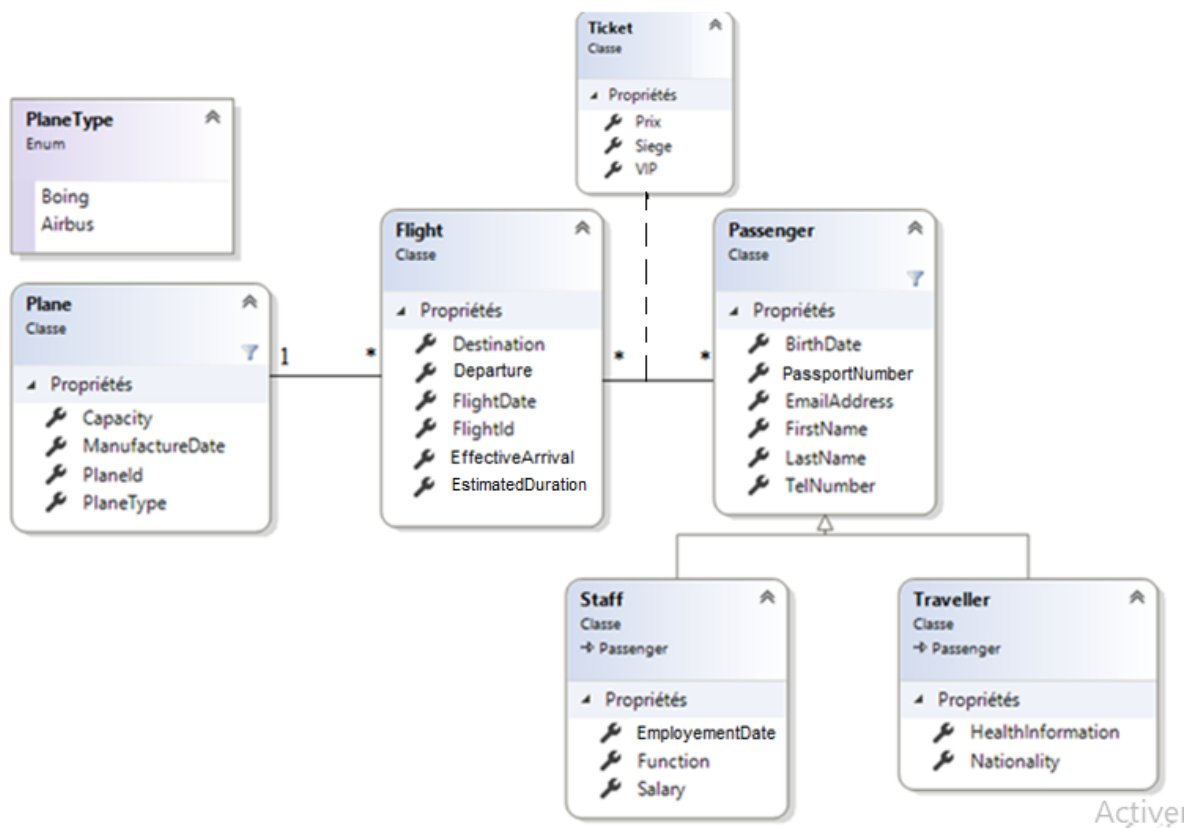 Ticket
Classe
Propriétés
Prix
Siege
VIP
PlaneType
Enum
Boing
Airbus
Plane
Classe
Propriétés
Capacity
ManufactureDate
PlaneId
PlaneType
1
*
Flight
Classe
Propriétés
Destination
Departure
FlightDate
FlightId
EffectiveArrival
EstimatedDuration
*
*
Passenger
Classe
Propriétés
BirthDate
PassportNumber
EmailAddress
FirstName
LastName
TelNumber
Staff
Classe
Passenger
Propriétés
EmployementDate
Function
Salary
Traveller
Classe
Passenger
Propriétés
HealthInformation
Nationality
Activer